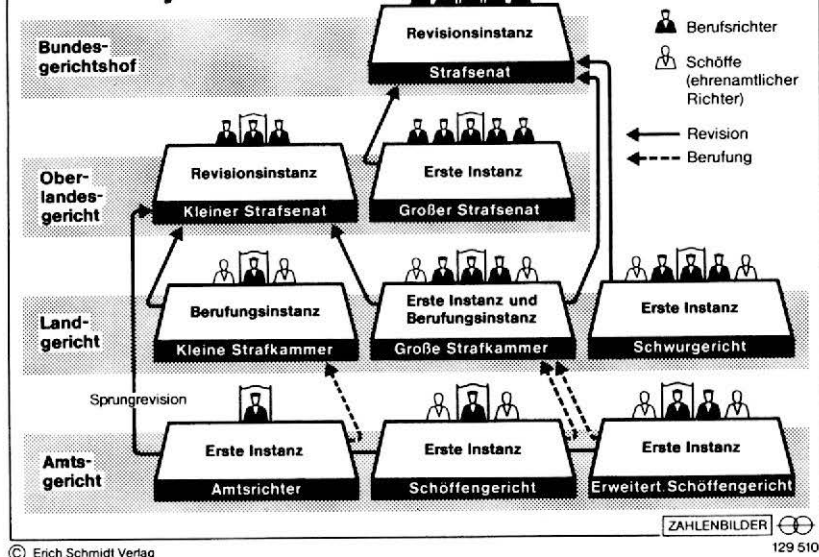 Bundes-
gerichtshof
Revisionsinstanz
Strafsenat
Berufsrichter
Schöffe
(ehrenamtlicher
Richter)
Revision
Berufung
Ober-
landes-
gericht
Revisionsinstanz
Kleiner Strafsenat
Erste Instanz
Großer Strafsenat
Land-
gericht
Berufungsinstanz
Kleine Strafkammer
Erste Instanz und
Berufungsinstanz
Große Strafkammer
Erste Instanz
Schwurgericht
Sprungrevision
Amts-
gericht
Erste Instanz
Amtsrichter
Erste Instanz
Schöffengericht
Erste Instanz
Erweitert.Schöffengericht
ZAHLENBILDER
© Erich Schmidt Verlag
129 510